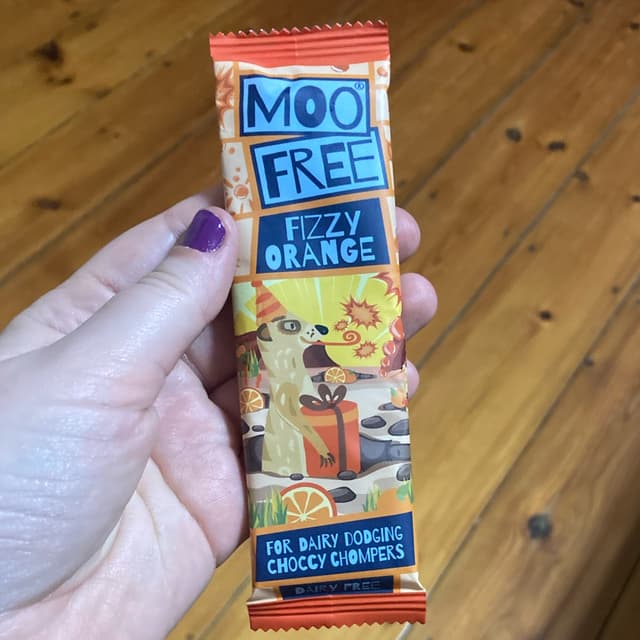 MOO®
FREE
FIZZY
ORANGE
FOR DAIRY DODGING
CHOCCY CHOMPERS
DAIRY FREE